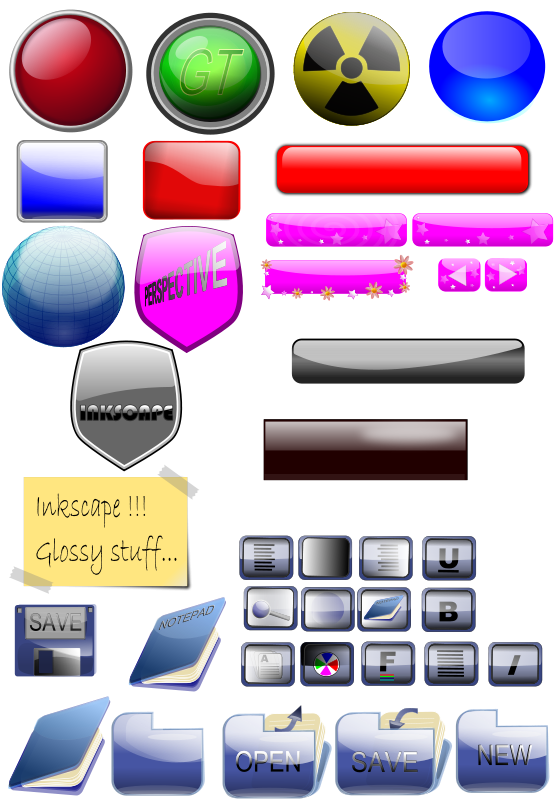 GT
PERSPECTIVE
INKSCAPE
Inkscape !!!
Glossy stuff...
U
SAVE
NOTEPAD
B
A
F
I
OPEN
SAVE
NEW